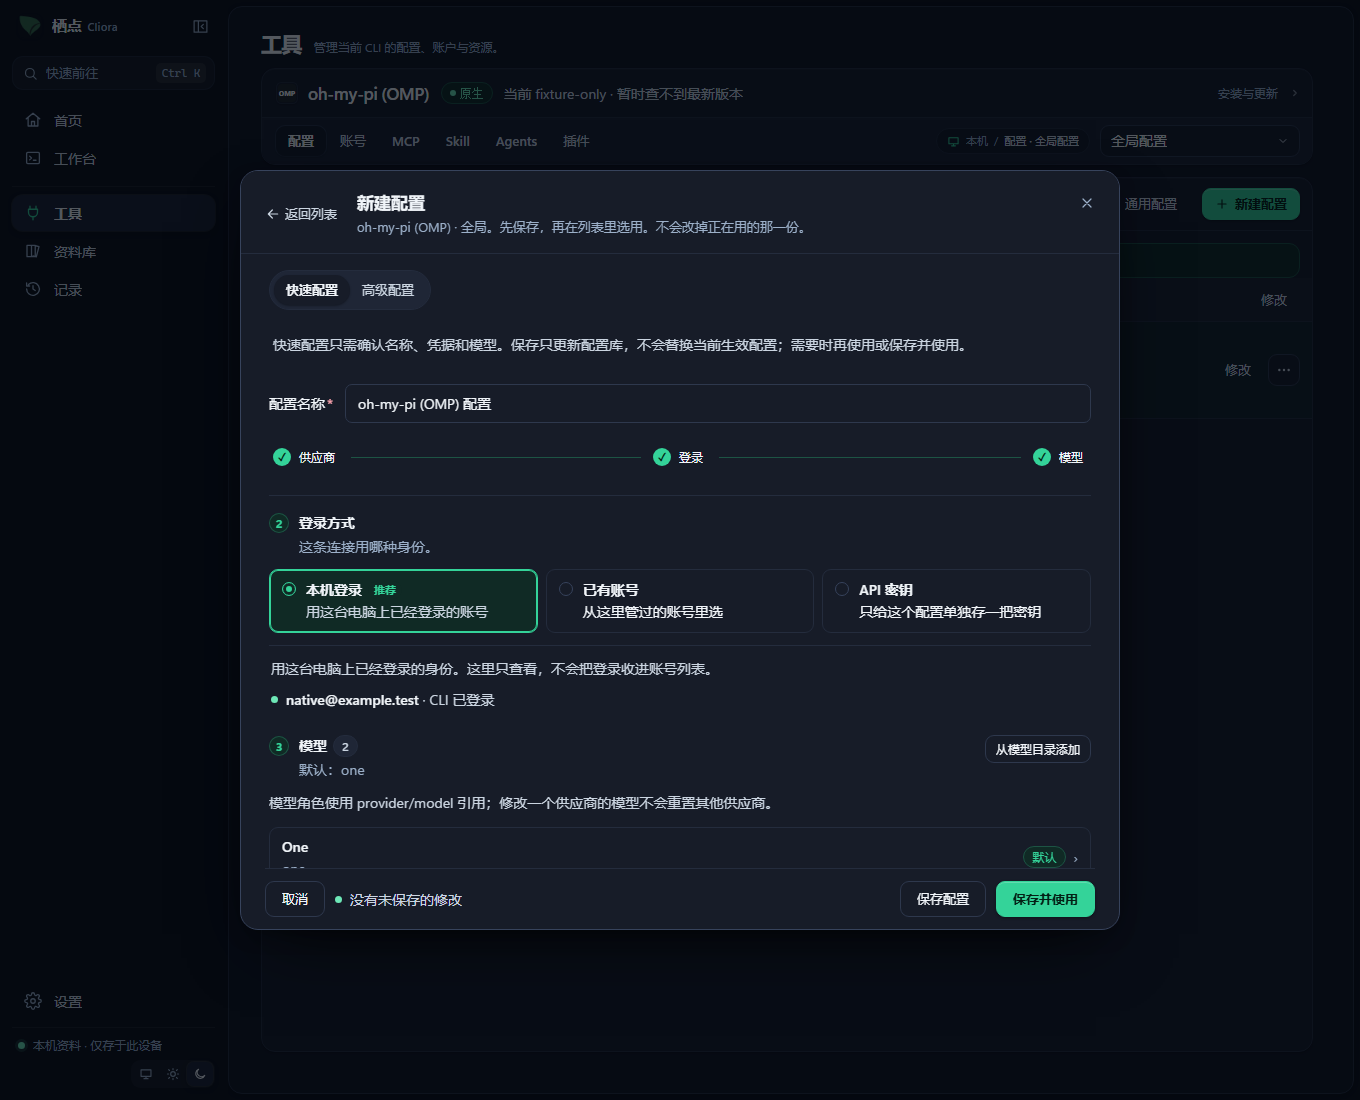 栖点 Cliora
快速前往 Ctrl K
首页
工作台
工具
资料库
记录
设置
本机资料 · 仅存于此设备
工具 管理当前 CLI 的配置、账户与资源。
OMP oh-my-pi (OMP) 原生 当前 fixture-only · 暂时查不到最新版本 安装与更新
配置 账号 MCP Skill Agents 插件 本机 / 配置 · 全局配置 全局配置
通用配置 新建配置
修改
修改
返回列表
新建配置
oh-my-pi (OMP) · 全局。先保存，再在列表里选用。不会改掉正在用的那一份。
快速配置 高级配置
快速配置只需确认名称、凭据和模型。保存只更新配置库，不会替换当前生效配置；需要时再使用或保存并使用。
配置名称* oh-my-pi (OMP) 配置
供应商 登录 模型
2 登录方式
这条连接用哪种身份。
本机登录 推荐
用这台电脑上已经登录的账号
已有账号
从这里管过的账号里选
API 密钥
只给这个配置单独存一把密钥
用这台电脑上已经登录的身份。这里只查看，不会把登录收进账号列表。
native@example.test · CLI 已登录
3 模型 2 从模型目录添加
默认：one
模型角色使用 provider/model 引用；修改一个供应商的模型不会重置其他供应商。
One
默认
取消 没有未保存的修改 保存配置 保存并使用